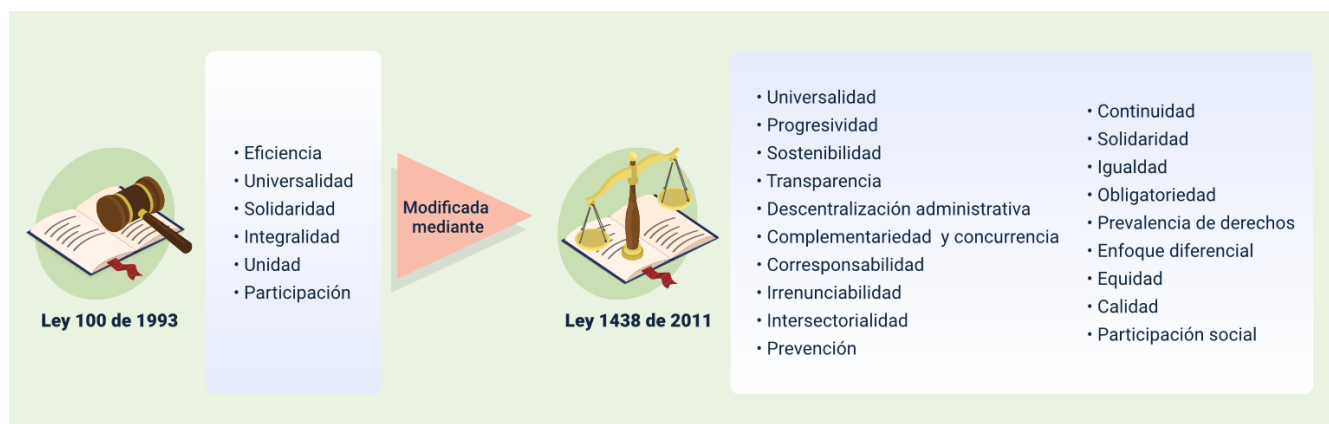 Ley 100 de 1993
• Eficiencia
• Universalidad
• Solidaridad
• Integralidad
• Unidad
• Participación
Modificada
mediante
Ley 1438 de 2011
• Universalidad
• Progresividad
• Sostenibilidad
• Transparencia
• Descentralización administrativa
• Complementariedad y concurrencia
• Corresponsabilidad
• Irrenunciabilidad
• Intersectorialidad
• Prevención
• Continuidad
• Solidaridad
• Igualdad
• Obligatoriedad
• Prevalencia de derechos
• Enfoque diferencial
• Equidad
• Calidad
• Participación social